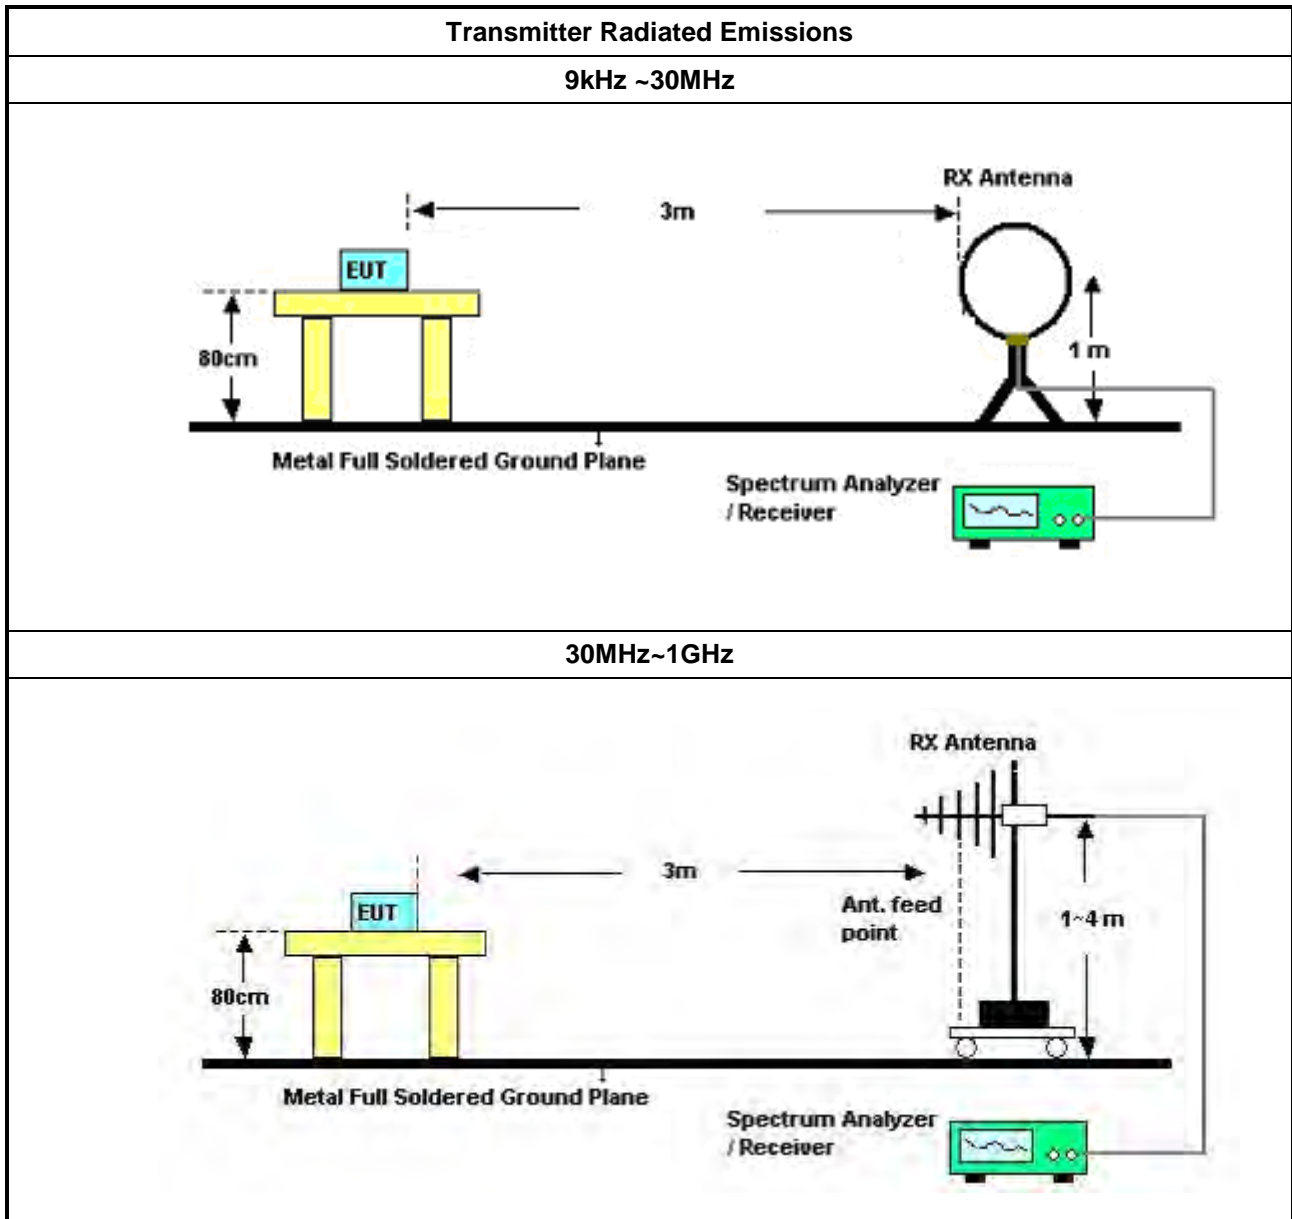 Transmitter Radiated Emissions
9kHz ~30MHz
RX Antenna
3m
EUT
80cm
1 m
Metal Full Soldered Ground Plane
Spectrum Analyzer
/ Receiver
30MHz~1GHz
RX Antenna
3m
Ant. feed
point
1~4 m
EUT
80cm
Metal Full Soldered Ground Plane
Spectrum Analyzer
/ Receiver